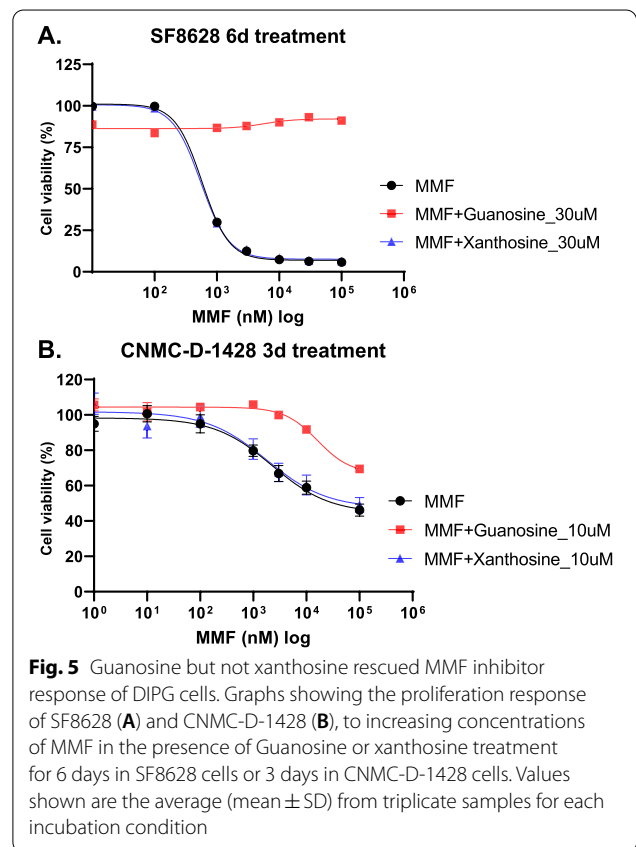 A. SF8628 6d treatment
125
100
75
50
25
0
Cell viability (%)
10² 10³ 10⁴ 10⁵ 10⁶
MMF (nM) log
MMF
MMF+Guanosine_30uM
MMF+Xanthosine_30uM
B. CNMC-D-1428 3d treatment
120
100
80
60
40
20
0
Cell viability (%)
10⁰ 10¹ 10² 10³ 10⁴ 10⁵ 10⁶
MMF (nM) log
MMF
MMF+Guanosine_10uM
MMF+Xanthosine_10uM
Fig. 5 Guanosine but not xanthosine rescued MMF inhibitor
response of DIPG cells. Graphs showing the proliferation response
of SF8628 (A) and CNMC-D-1428 (B), to increasing concentrations
of MMF in the presence of Guanosine or xanthosine treatment
for 6 days in SF8628 cells or 3 days in CNMC-D-1428 cells. Values
shown are the average (mean ± SD) from triplicate samples for each
incubation condition